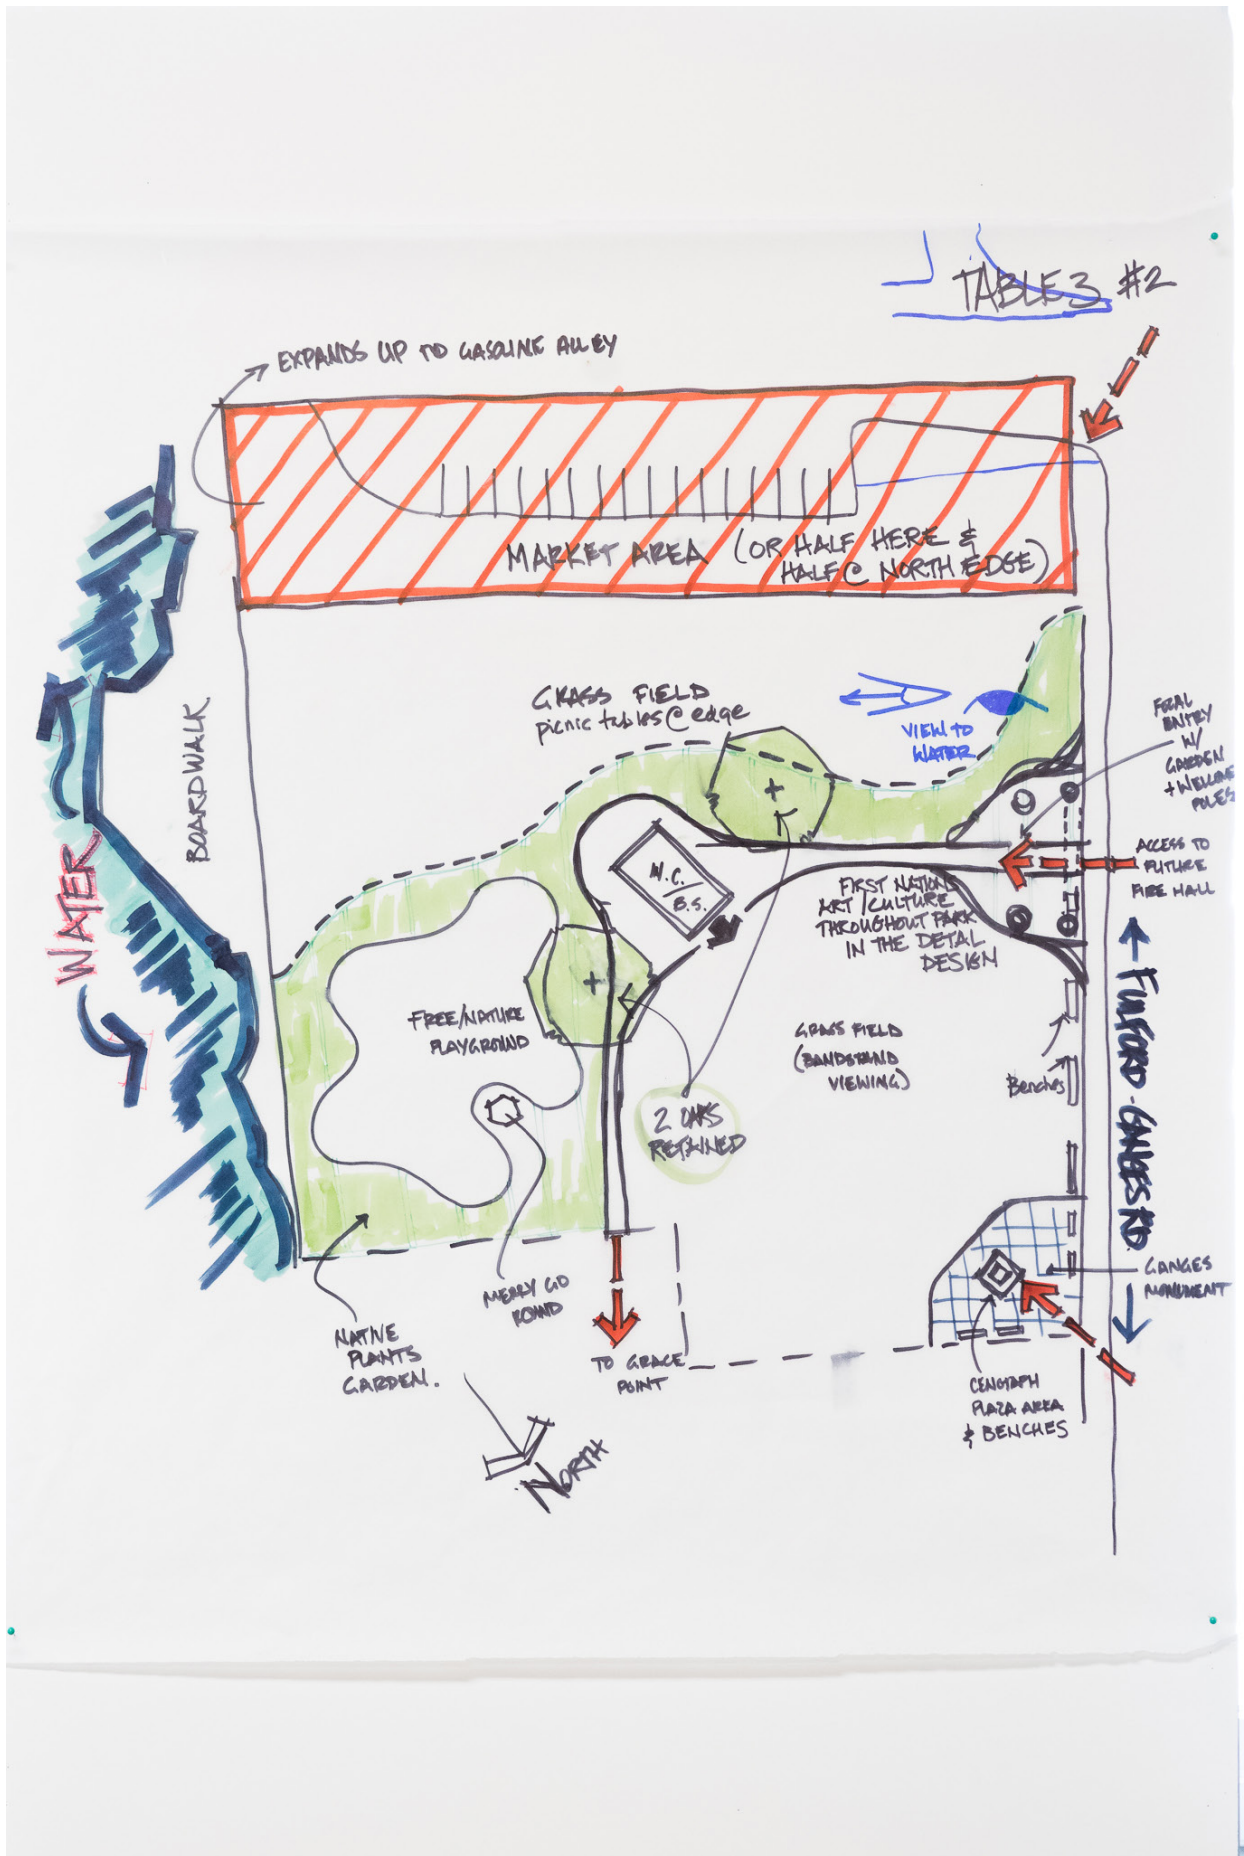 TABLE 3 #2
EXPANDS UP TO GASOLINE ALLEY
MARKET AREA (OR HALF HERE &
HALF @ NORTH EDGE)
GRASS FIELD
picnic tables @ edge
VIEW TO
WATER
FOCAL
ENTRY
W/
GARDEN
+ WELCOME
POLES
BOARDWALK
WATER
ACCESS TO
FUTURE
FIRE HALL
W.C.
B.S.
FIRST NATIONS
ART/CULTURE
THROUGHOUT PARK
IN THE DETAL
DESIGN
FREE/NATURE
PLAYGROUND
GRASS FIELD
(BANDSTAND
VIEWING)
Benches
FULFORD-GANGES RD.
2 OAKS
RETAINED
GANGES
MONUMENT
MERRY GO
ROUND
NATIVE
PLANTS
GARDEN.
TO GRACE
POINT
CENOTAPH
PLAZA AREA
& BENCHES
NORTH